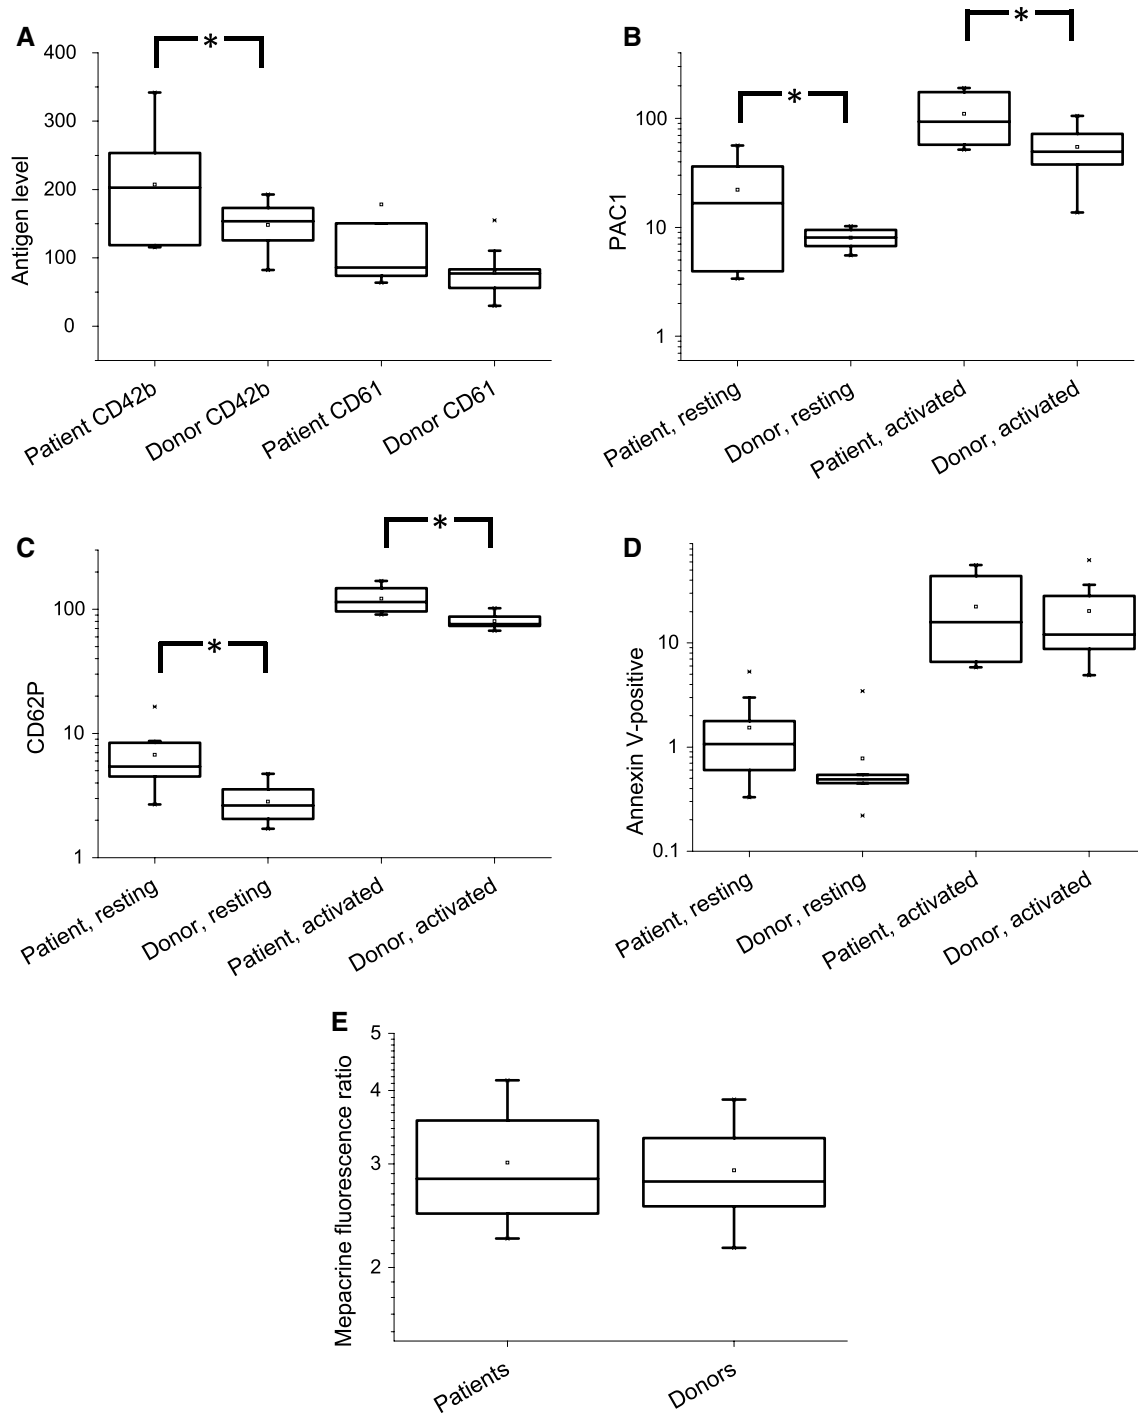 A
*
400
300
200
100
0
Antigen level
Patient CD42b
Donor CD42b
Patient CD61
Donor CD61
B
*
*
100
10
1
PAC1
Patient, resting
Donor, resting
Patient, activated
Donor, activated
C
*
*
100
10
1
CD62P
Patient, resting
Donor, resting
Patient, activated
Donor, activated
D
10
1
0.1
Annexin V-positive
Patient, resting
Donor, resting
Patient, activated
Donor, activated
E
5
4
3
2
Mepacrine fluorescence ratio
Patients
Donors